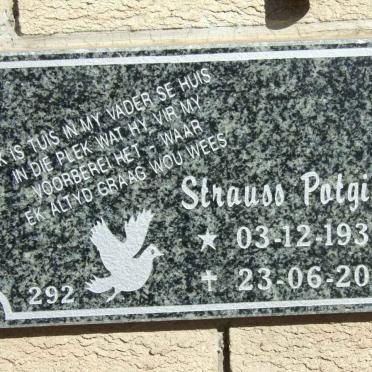 IS TUIS IN MY VADER SE HUIS
IN DIE PLEK WAT HY VIR MY
VOORBEREI HET - WAAR
EK ALTYD GRAAG WOU WEES
Strauss Potgi
★ 03-12-193
† 23-06-20
292